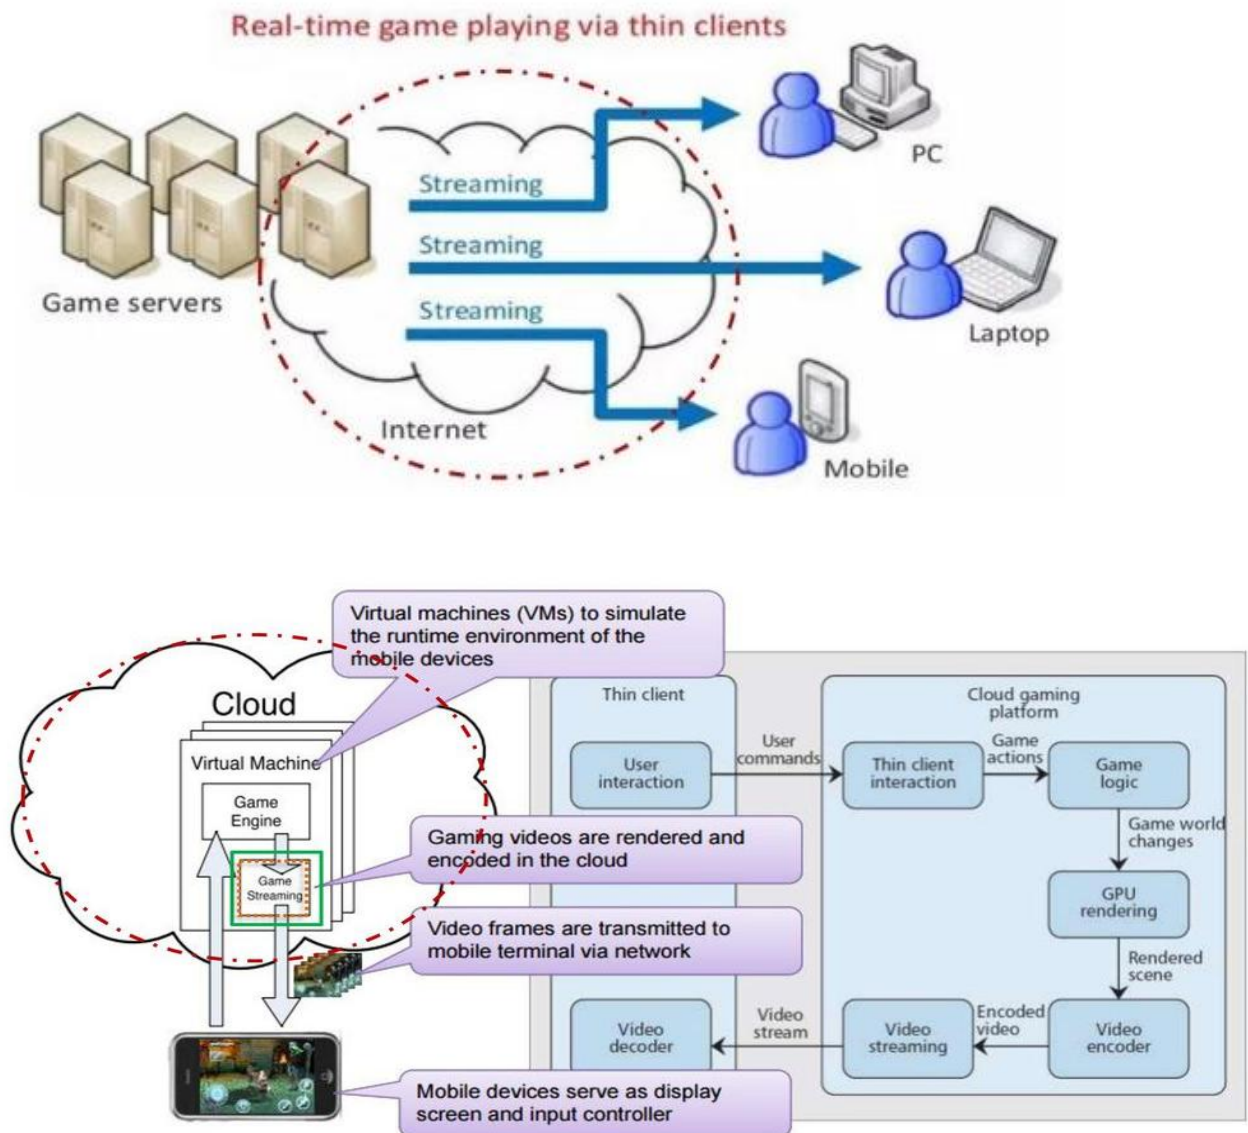 Real-time game playing via thin clients
PC
Streaming
Streaming
Game servers
Streaming
Laptop
Internet
Mobile
Virtual machines (VMs) to simulate
the runtime environment of the
mobile devices
Cloud
Virtual Machine
Game
Engine
Game
Streaming
Gaming videos are rendered and
encoded in the cloud
Video frames are transmitted to
mobile terminal via network
Mobile devices serve as display
screen and input controller
Thin client
User
interaction
User
commands
Cloud gaming
platform
Thin client
interaction
Game
actions
Game
logic
Game world
changes
GPU
rendering
Rendered
scene
Video
encoder
Encoded
video
Video
streaming
Video
stream
Video
decoder